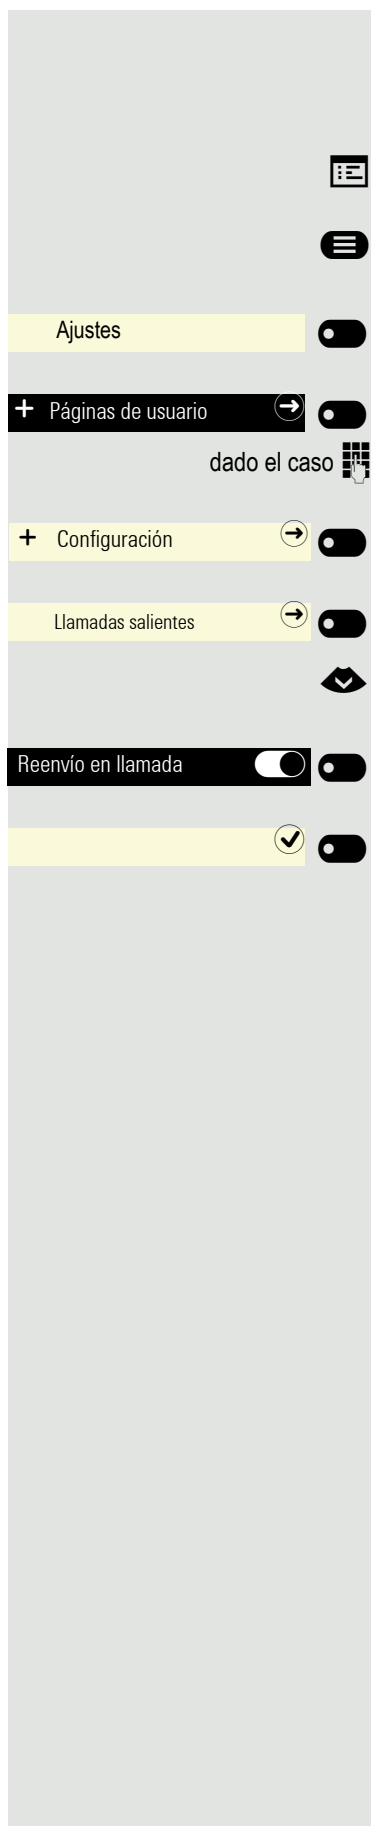 Ajustes
+ Páginas de usuario
dado el caso
+ Configuración
Llamadas salientes
Reenvío en llamada